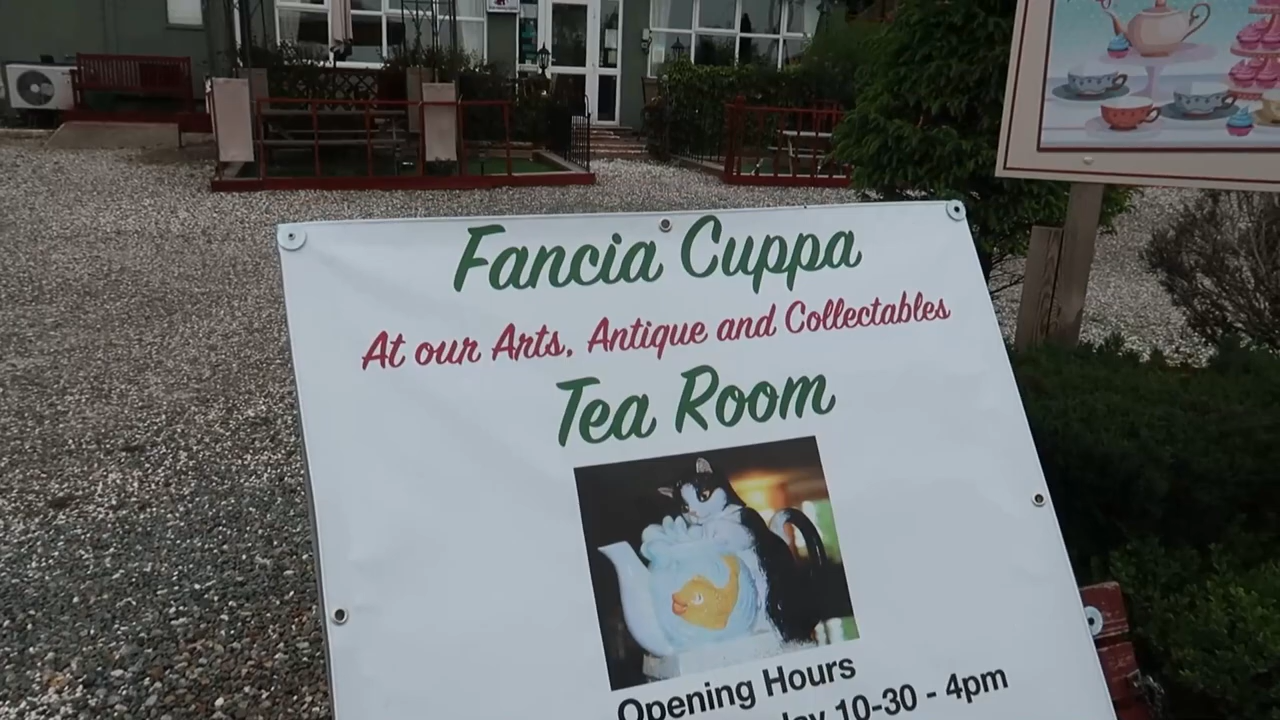 Fancia Cuppa
At our Arts, Antique and Collectables
Tea Room
Opening Hours
10-30 - 4pm